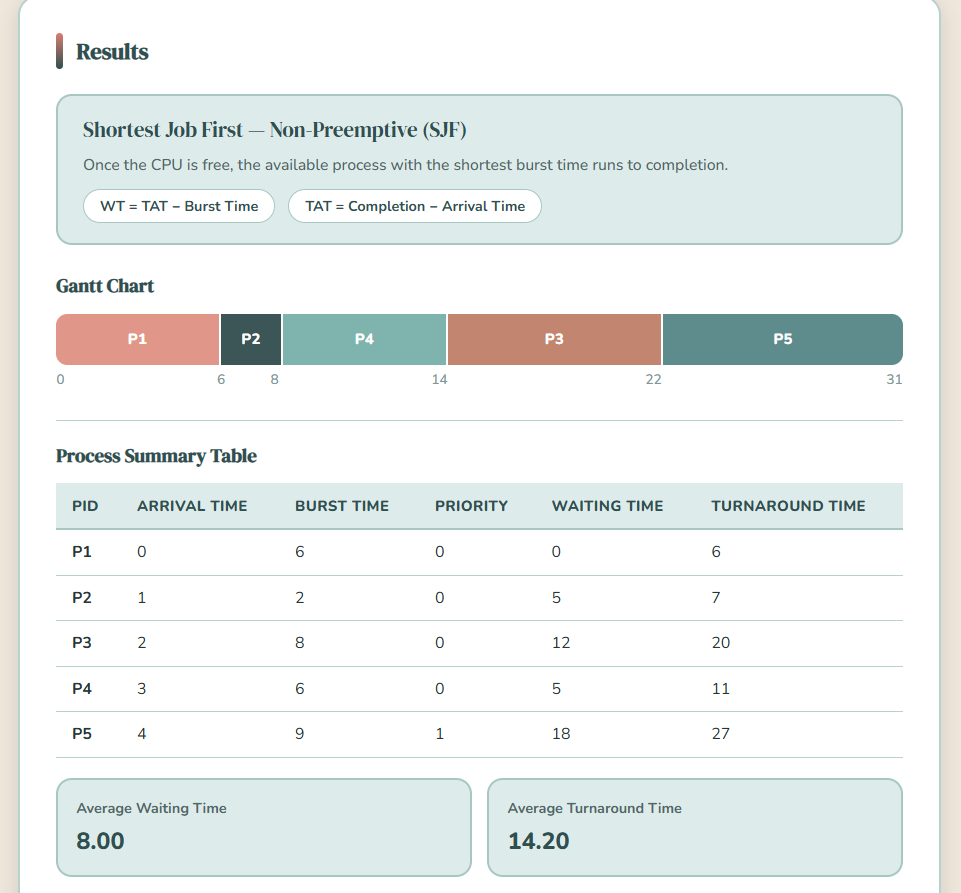 Results
Shortest Job First — Non-Preemptive (SJF)
Once the CPU is free, the available process with the shortest burst time runs to completion.
WT = TAT − Burst Time TAT = Completion − Arrival Time
Gantt Chart
P1 P2 P4 P3 P5
0 6 8 14 22 31
Process Summary Table
PID ARRIVAL TIME BURST TIME PRIORITY WAITING TIME TURNAROUND TIME
P1 0 6 0 0 6
P2 1 2 0 5 7
P3 2 8 0 12 20
P4 3 6 0 5 11
P5 4 9 1 18 27
Average Waiting Time Average Turnaround Time
8.00 14.20